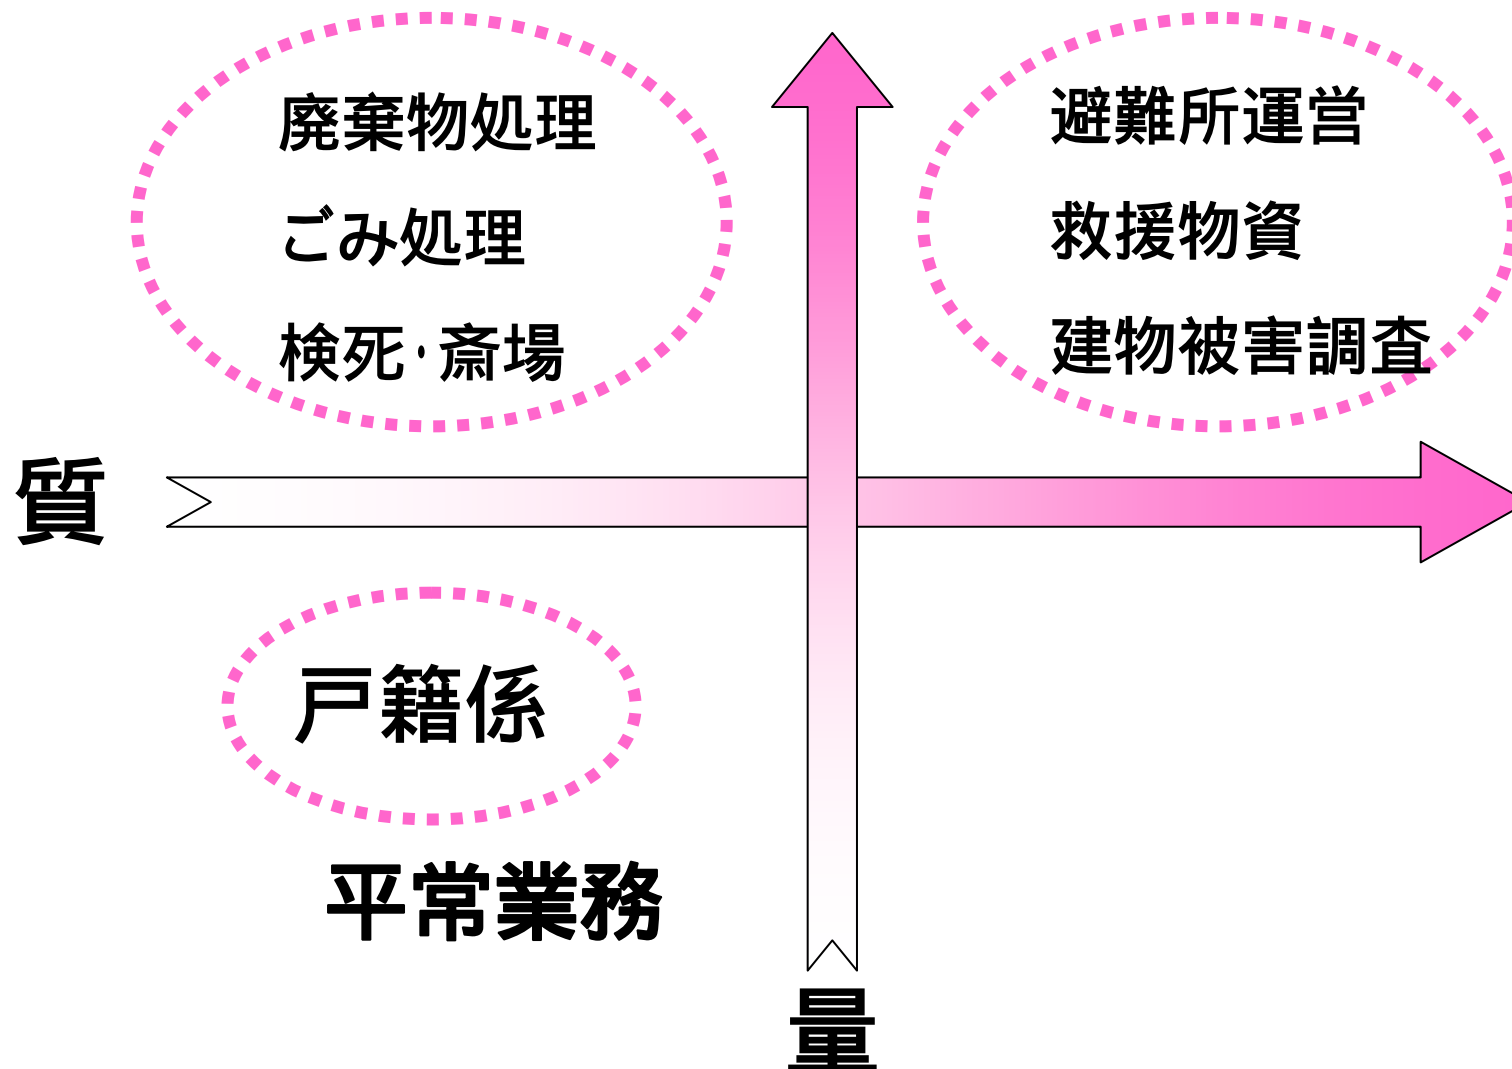 廃棄物処理
ごみ処理
検死·斎場
避難所運営
救援物資
建物被害調査
質
戸籍係
平常業務
量